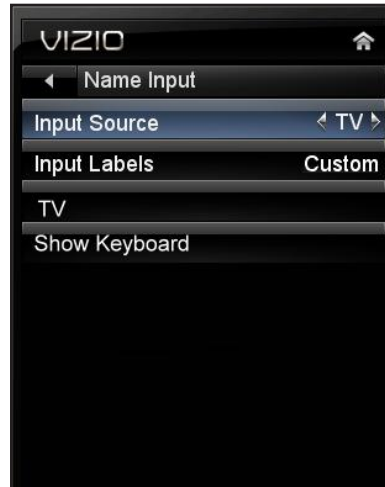 VIZIO
Name Input
Input Source TV
Input Labels Custom
TV
Show Keyboard